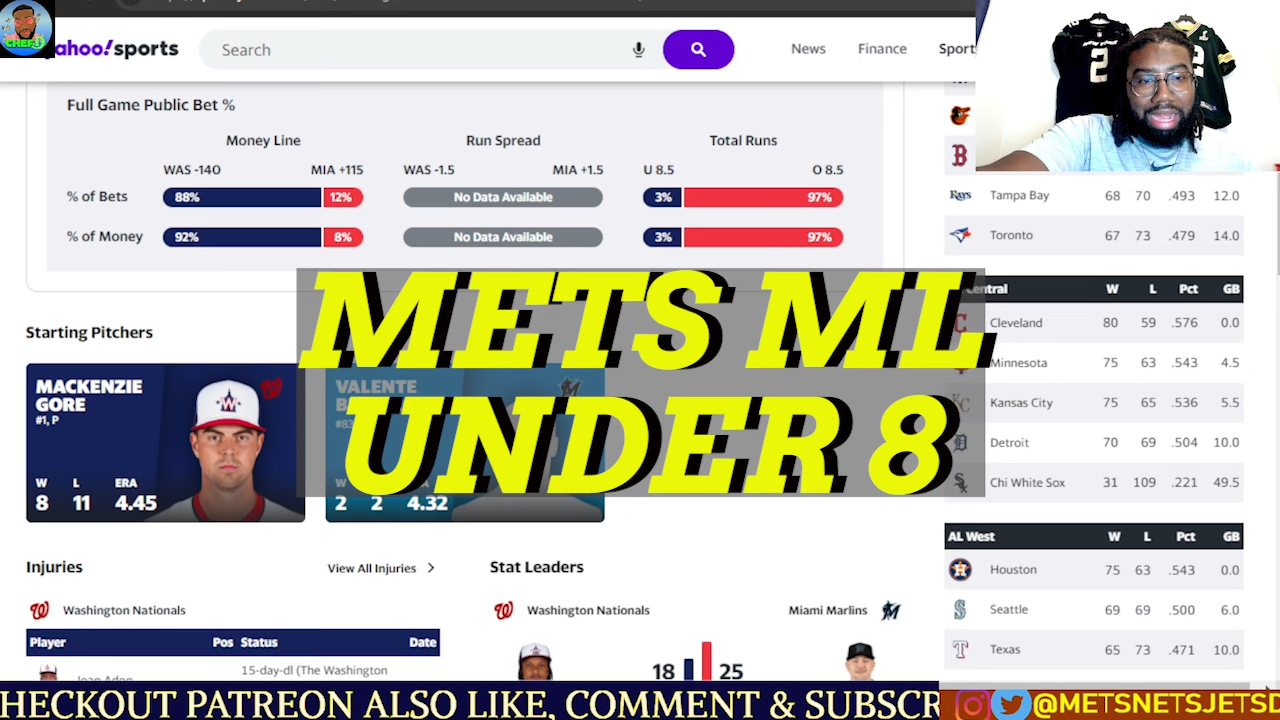 CHEFJ
ahoo!sports
Search
News Finance Sport
Full Game Public Bet %
Money Line Run Spread Total Runs
WAS -140 MIA +115 WAS -1.5 MIA +1.5 U 8.5 O 8.5
% of Bets 88% 12% No Data Available 3% 97%
% of Money 92% 8% No Data Available 3% 97%
Tampa Bay 68 70 .493 12.0
Toronto 67 73 .479 14.0
Central W L Pct GB
Cleveland 80 59 .576 0.0
Minnesota 75 63 .543 4.5
Kansas City 75 65 .536 5.5
Detroit 70 69 .504 10.0
Chi White Sox 31 109 .221 49.5
AL West W L Pct GB
Houston 75 63 .543 0.0
Seattle 69 69 .500 6.0
Texas 65 73 .471 10.0
METS ML
UNDER 8
Starting Pitchers
MACKENZIE
GORE
#1, P
W L ERA
8 11 4.45
VALENTE
2 2 4.32
Injuries
View All Injuries
Washington Nationals
Player Pos Status Date
15-day-dl (The Washington
Joan Adon
Stat Leaders
Washington Nationals Miami Marlins
18 25
HECKOUT PATREON ALSO LIKE, COMMENT & SUBSCR
@METSNETSJETSD